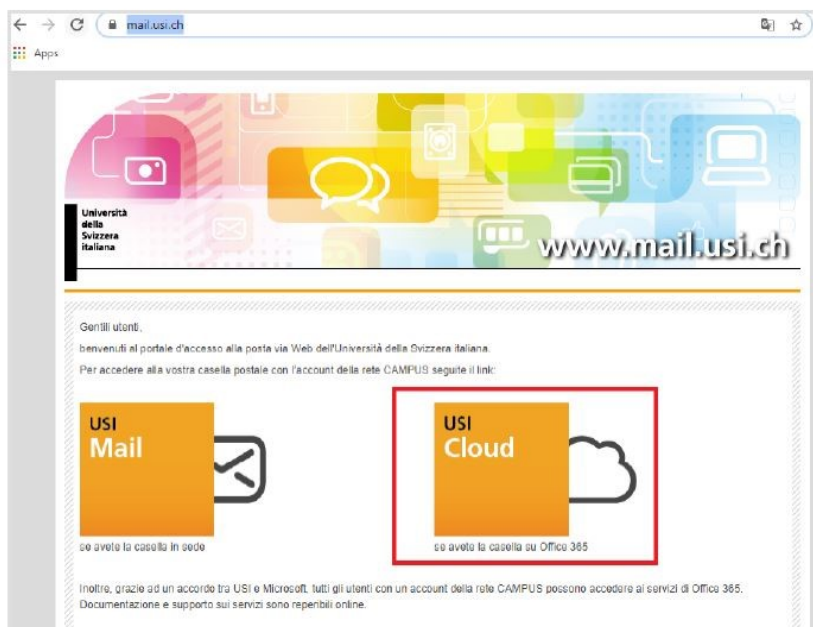 mail.usi.ch
Apps
Università
della
Svizzera
italiana
www.mail.usi.ch
Gentili utenti,
benvenuti al portale d'accesso alla posta via Web dell'Università della Svizzera italiana.
Per accedere alla vostra casella postale con l'account della rete CAMPUS seguite il link:
USI
Mail
se avete la casella in sede
USI
Cloud
se avete la casella su Office 365
Inoltre, grazie ad un accordo tra USI e Microsoft, tutti gli utenti con un account della rete CAMPUS possono accedere ai servizi di Office 365.
Documentazione e supporto sui servizi sono reperibili online.